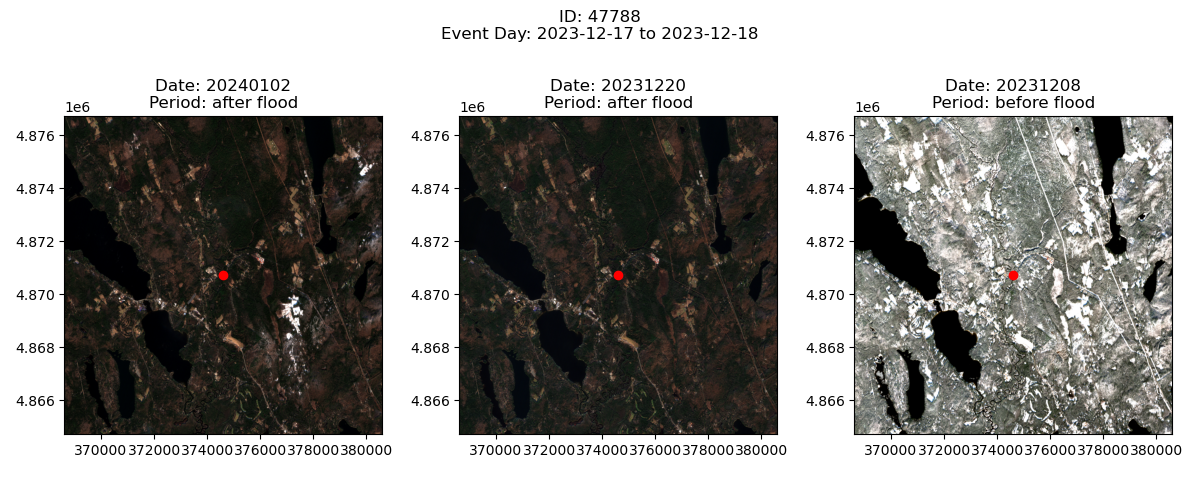 ID: 47788
Event Day: 2023-12-17 to 2023-12-18
Date: 20240102
Period: after flood
1e6
4.876
4.874
4.872
4.870
4.868
4.866
370000 372000 374000 376000 378000 380000
Date: 20231220
Period: after flood
1e6
4.876
4.874
4.872
4.870
4.868
4.866
370000 372000 374000 376000 378000 380000
Date: 20231208
Period: before flood
1e6
4.876
4.874
4.872
4.870
4.868
4.866
370000 372000 374000 376000 378000 380000